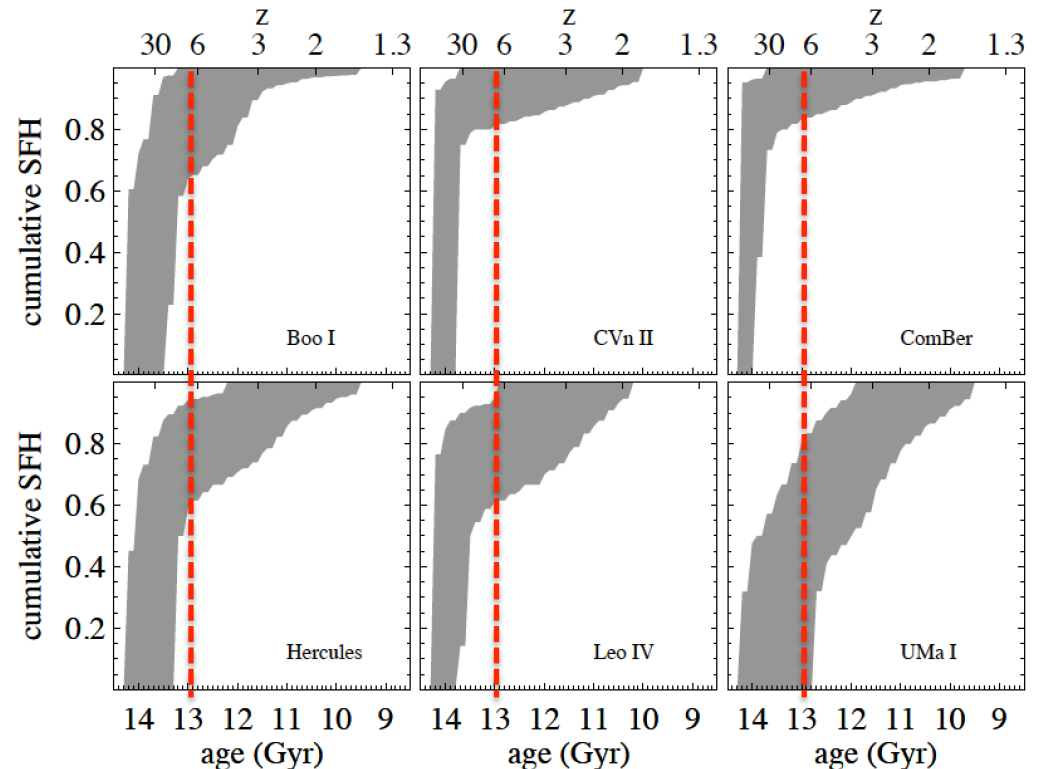 z z z
30 6 3 2 1.3 30 6 3 2 1.3 30 6 3 2 1.3
cumulative SFH
0.8
0.6
0.4
0.2
Boo I CVn II ComBer
cumulative SFH
0.8
0.6
0.4
0.2
Hercules Leo IV UMa I
14 13 12 11 10 9 14 13 12 11 10 9 14 13 12 11 10 9
age (Gyr) age (Gyr) age (Gyr)